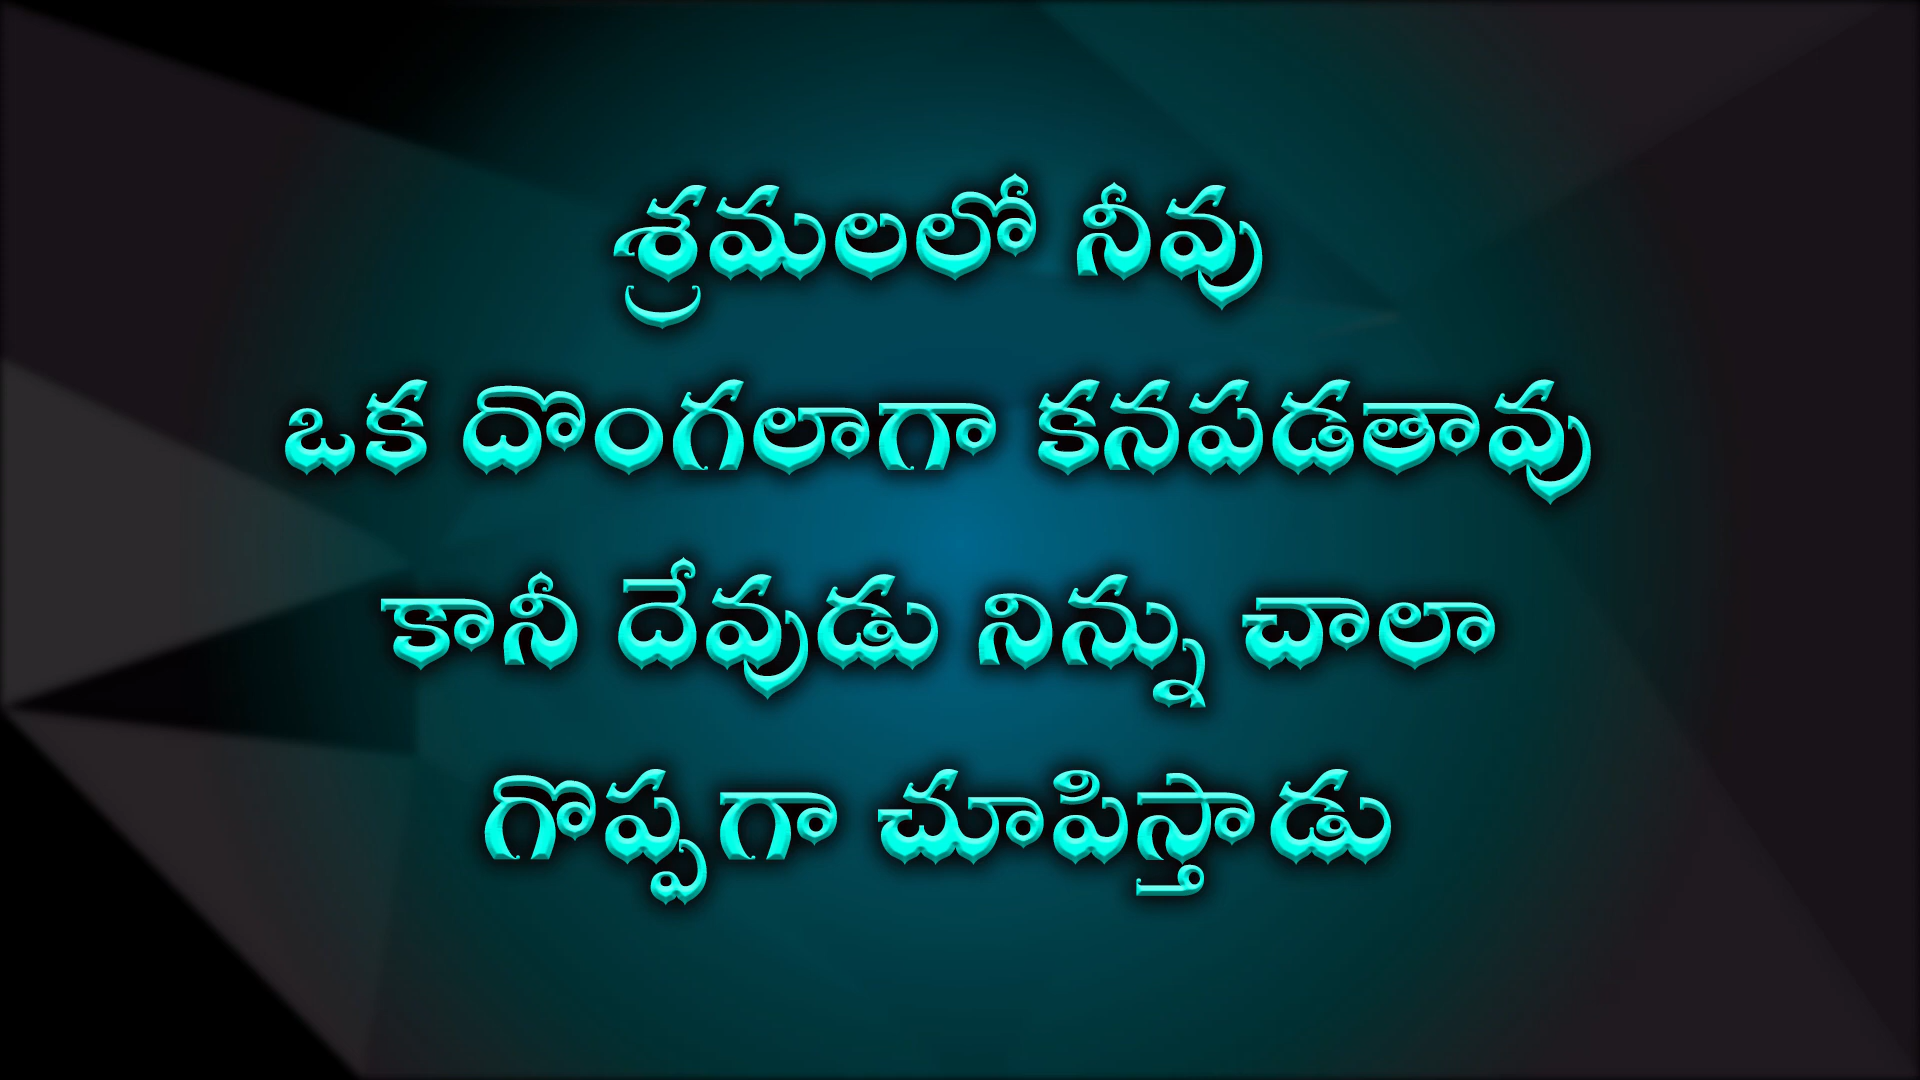 శ్రమలలో నీవు
ఒక దొంగలాగా కనపడతావు
కానీ దేవుడు నిన్ను చాలా
గొప్పగా చూపిస్తాడు